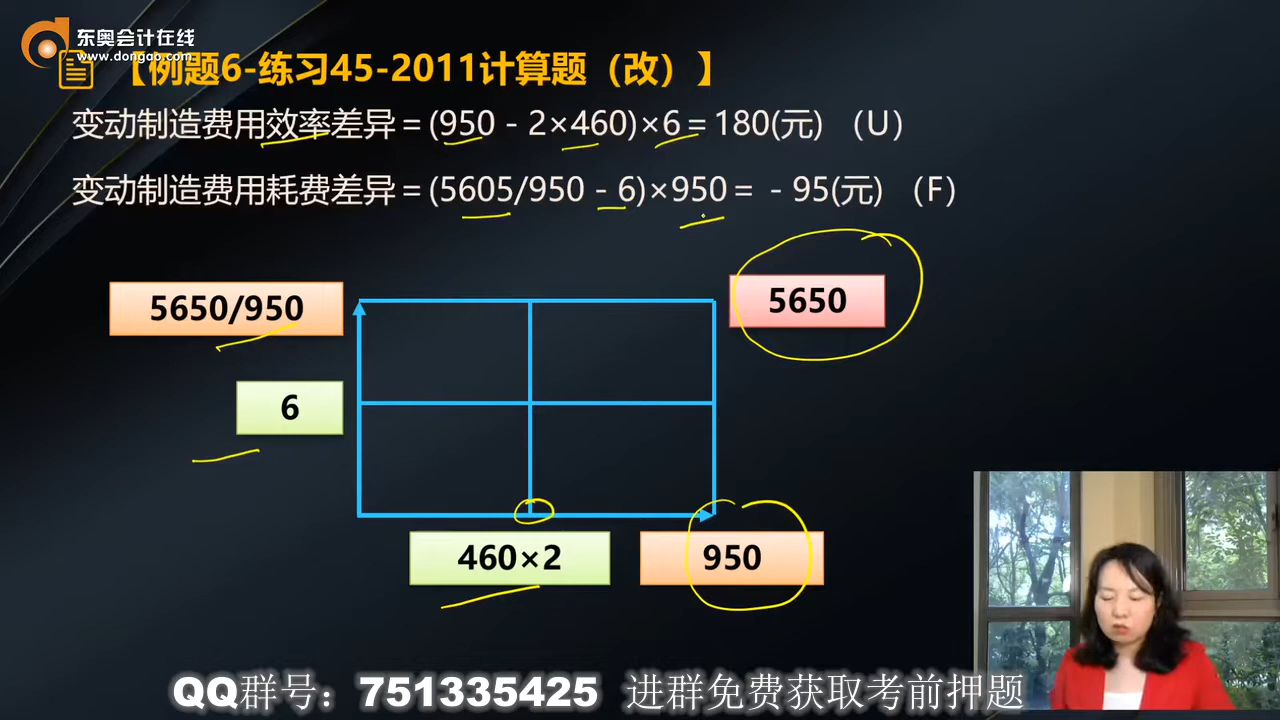 东奥会计在线
www.dongao.com
【例题6-练习45-2011计算题（改）】
变动制造费用效率差异＝(950 - 2×460)×6＝180(元) （U）
变动制造费用耗费差异＝(5605/950 - 6)×950＝ - 95(元) （F）
5650/950
5650
6
460×2
950
QQ群号：751335425 进群免费获取考前押题